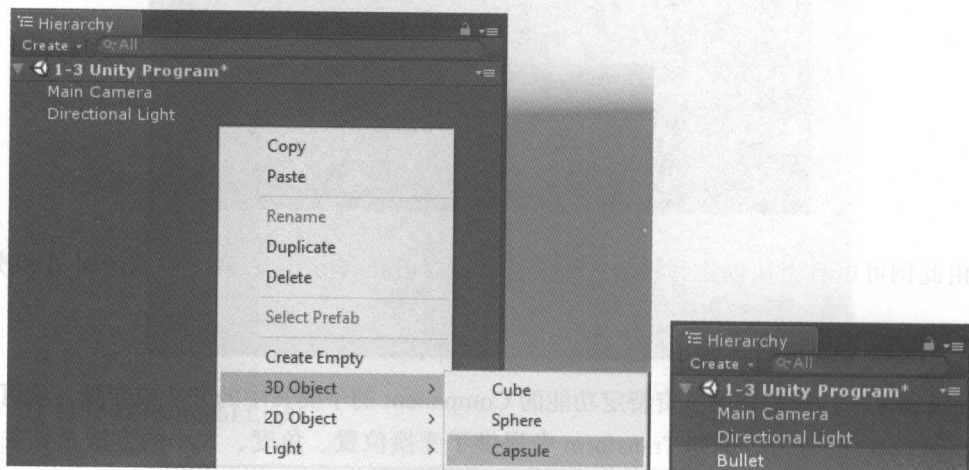 Hierarchy
Create
All
1-3 Unity Program*
Main Camera
Directional Light
Copy
Paste
Rename
Duplicate
Delete
Select Prefab
Create Empty
3D Object >
2D Object >
Light >
Cube
Sphere
Capsule
Hierarchy
Create
All
1-3 Unity Program*
Main Camera
Directional Light
Bullet